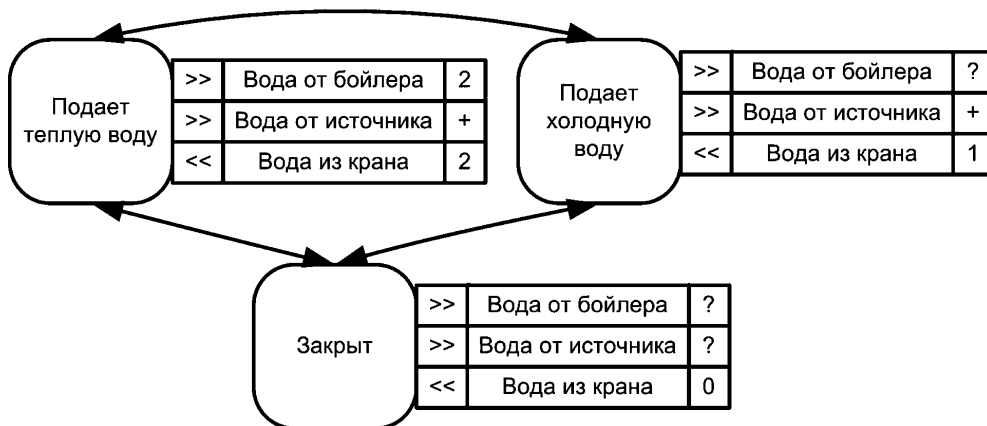 Подает
теплую воду
>> Вода от бойлера 2
>> Вода от источника +
<< Вода из крана 2
Подает
холодную
воду
>> Вода от бойлера ?
>> Вода от источника +
<< Вода из крана 1
Закрыт
>> Вода от бойлера ?
>> Вода от источника ?
<< Вода из крана 0